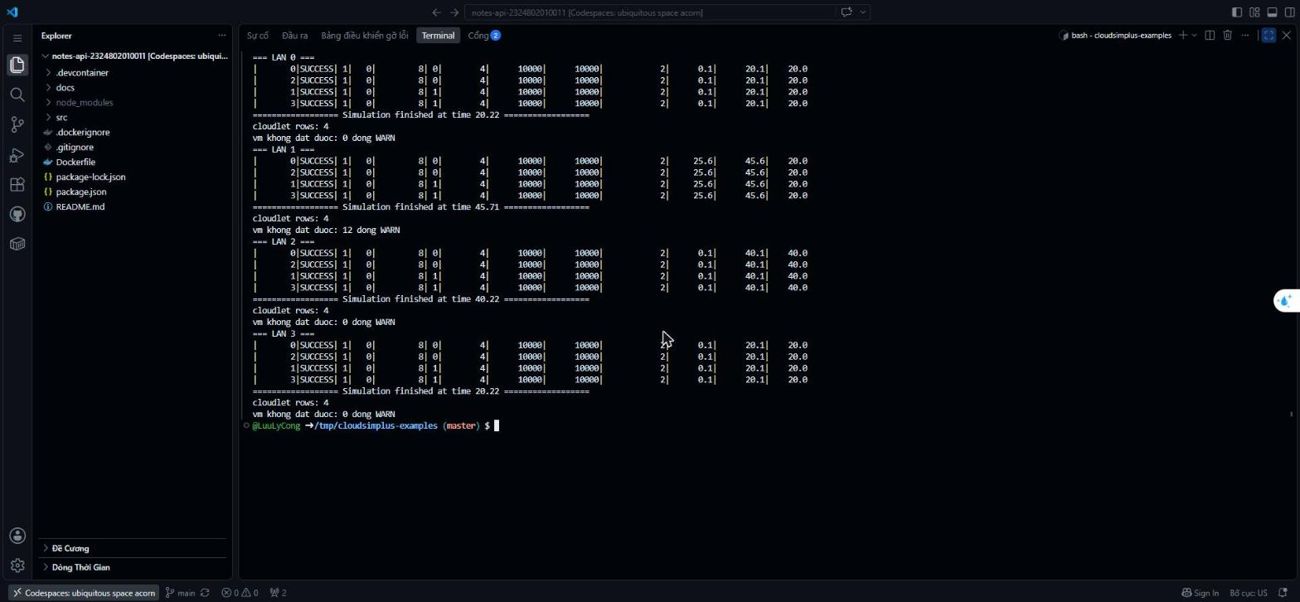 notes-api-2324802010011 [Codespaces: ubiquitous space acorn]
Explorer
notes-api-2324802010011 [Codespaces: ubiqui...
.devcontainer
docs
node_modules
src
.dockerignore
.gitignore
Dockerfile
package-lock.json
package.json
README.md
Đề Cương
Dòng Thời Gian
Sự cố Đầu ra Bảng điều khiển gỡ lỗi Terminal Cổng 2
bash - cloudsimplus-examples
=== LAN 0 ===
| 0|SUCCESS| 1| 0| 8| 0| 4| 10000| 10000| 2| 0.1| 20.1| 20.0
| 2|SUCCESS| 1| 0| 8| 0| 4| 10000| 10000| 2| 0.1| 20.1| 20.0
| 1|SUCCESS| 1| 0| 8| 1| 4| 10000| 10000| 2| 0.1| 20.1| 20.0
| 3|SUCCESS| 1| 0| 8| 1| 4| 10000| 10000| 2| 0.1| 20.1| 20.0
================== Simulation finished at time 20.22 ==================
cloudlet rows: 4
vm khong dat duoc: 0 dong WARN
=== LAN 1 ===
| 0|SUCCESS| 1| 0| 8| 0| 4| 10000| 10000| 2| 25.6| 45.6| 20.0
| 2|SUCCESS| 1| 0| 8| 0| 4| 10000| 10000| 2| 25.6| 45.6| 20.0
| 1|SUCCESS| 1| 0| 8| 1| 4| 10000| 10000| 2| 25.6| 45.6| 20.0
| 3|SUCCESS| 1| 0| 8| 1| 4| 10000| 10000| 2| 25.6| 45.6| 20.0
================== Simulation finished at time 45.71 ==================
cloudlet rows: 4
vm khong dat duoc: 12 dong WARN
=== LAN 2 ===
| 0|SUCCESS| 1| 0| 8| 0| 4| 10000| 10000| 2| 0.1| 40.1| 40.0
| 2|SUCCESS| 1| 0| 8| 0| 4| 10000| 10000| 2| 0.1| 40.1| 40.0
| 1|SUCCESS| 1| 0| 8| 1| 4| 10000| 10000| 2| 0.1| 40.1| 40.0
| 3|SUCCESS| 1| 0| 8| 1| 4| 10000| 10000| 2| 0.1| 40.1| 40.0
================== Simulation finished at time 40.22 ==================
cloudlet rows: 4
vm khong dat duoc: 0 dong WARN
=== LAN 3 ===
| 0|SUCCESS| 1| 0| 8| 0| 4| 10000| 10000| 2| 0.1| 20.1| 20.0
| 2|SUCCESS| 1| 0| 8| 0| 4| 10000| 10000| 2| 0.1| 20.1| 20.0
| 1|SUCCESS| 1| 0| 8| 1| 4| 10000| 10000| 2| 0.1| 20.1| 20.0
| 3|SUCCESS| 1| 0| 8| 1| 4| 10000| 10000| 2| 0.1| 20.1| 20.0
================== Simulation finished at time 20.22 ==================
cloudlet rows: 4
vm khong dat duoc: 0 dong WARN
@LuuLyCong ➜/tmp/cloudsimplus-examples (master) $
Codespaces: ubiquitous space acorn main 0 0 2 Sign In Bố cục: US